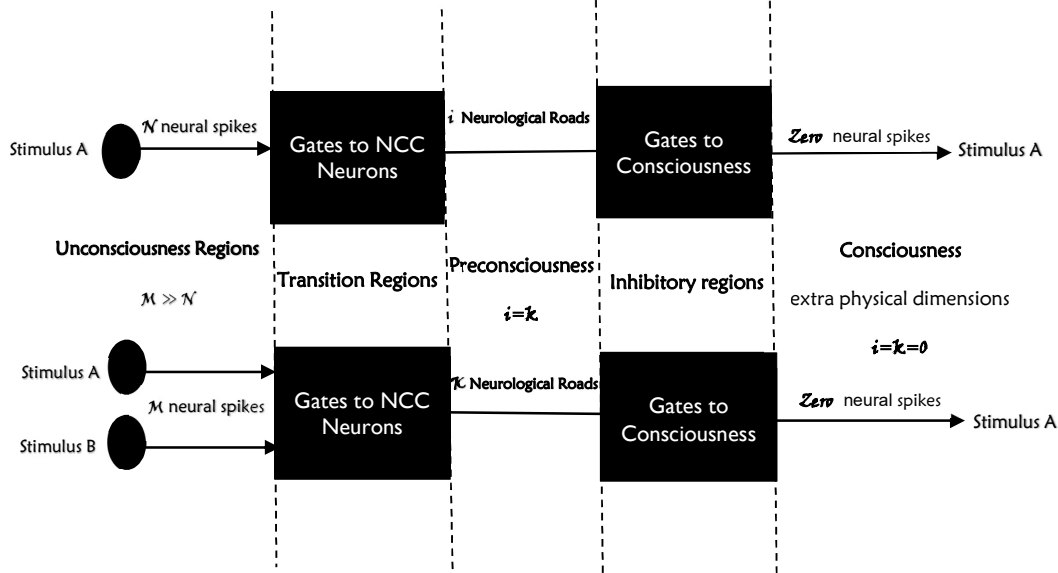 N neural spikes
Stimulus A
Gates to NCC
Neurons
i Neurological Roads
Gates to
Consciousness
Zero neural spikes
Stimulus A
Unconsciousness Regions
M ≫ N
Transition Regions
Preconsciousness
i=k
Inhibitory regions
Consciousness
extra physical dimensions
i=k=0
Stimulus A
M neural spikes
Stimulus B
Gates to NCC
Neurons
K Neurological Roads
Gates to
Consciousness
Zero neural spikes
Stimulus A